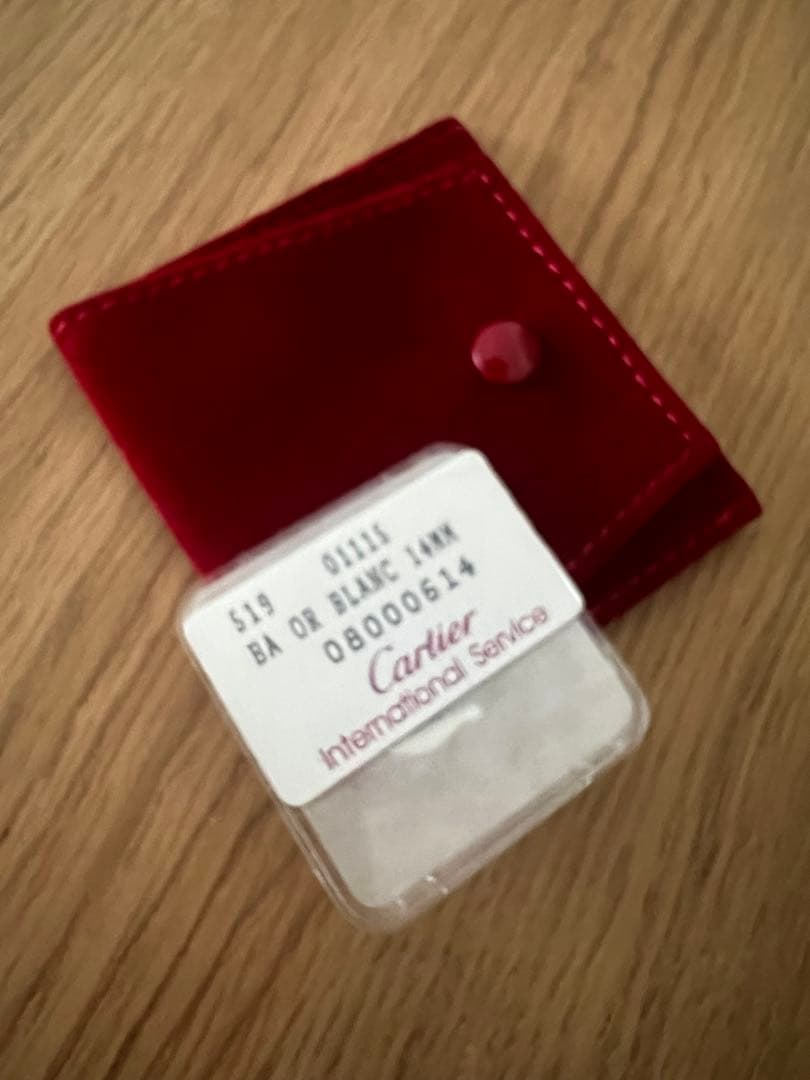 519 01115
BA OR BLANC 14MM
08000614
Cartier
International Service